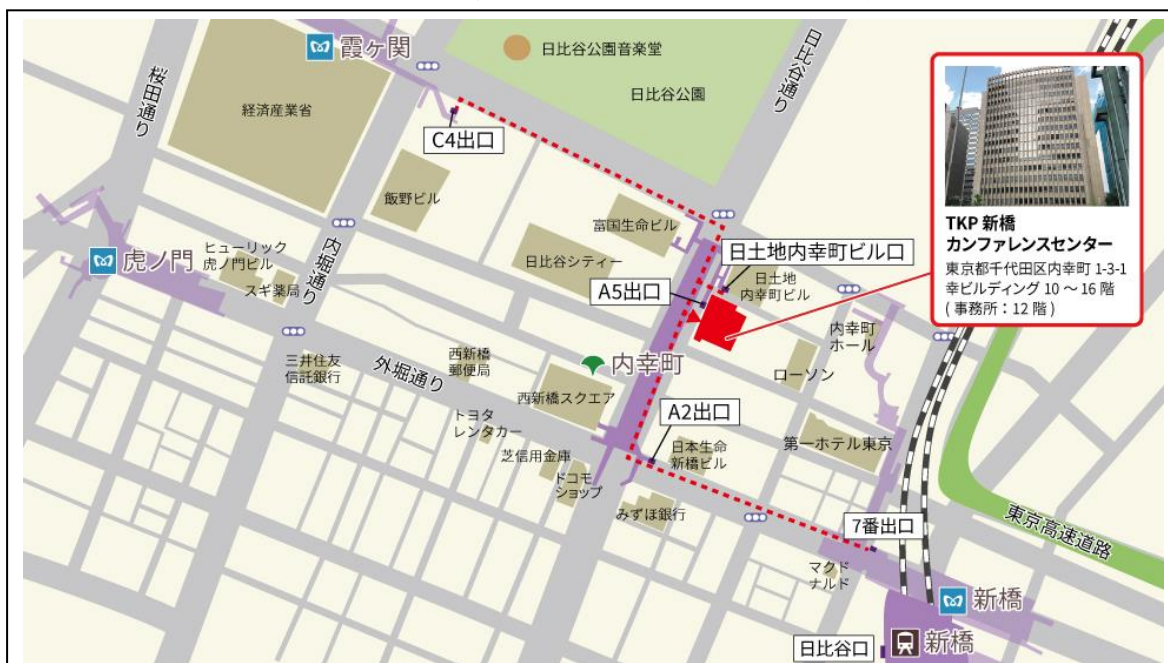 霞ヶ関
日比谷公園音楽堂
日比谷公園
日比谷通り
桜田通り
経済産業省
C4出口
飯野ビル
富国生命ビル
日比谷シティー
内堀通り
虎ノ門
ヒューリック
虎ノ門ビル
スギ薬局
日土地内幸町ビル口
日土地
内幸町ビル
A5出口
TKP 新橋
カンファレンスセンター
東京都千代田区内幸町 1-3-1
幸ビルディング 10 ～ 16 階
( 事務所：12 階 )
内幸町
ホール
三井住友
信託銀行
外堀通り
西新橋
郵便局
内幸町
ローソン
西新橋スクエア
トヨタ
レンタカー
A2出口
芝信用金庫
日本生命
新橋ビル
第一ホテル東京
ドコモ
ショップ
みずほ銀行
7番出口
東京高速道路
マクド
ナルド
新橋
日比谷口
新橋